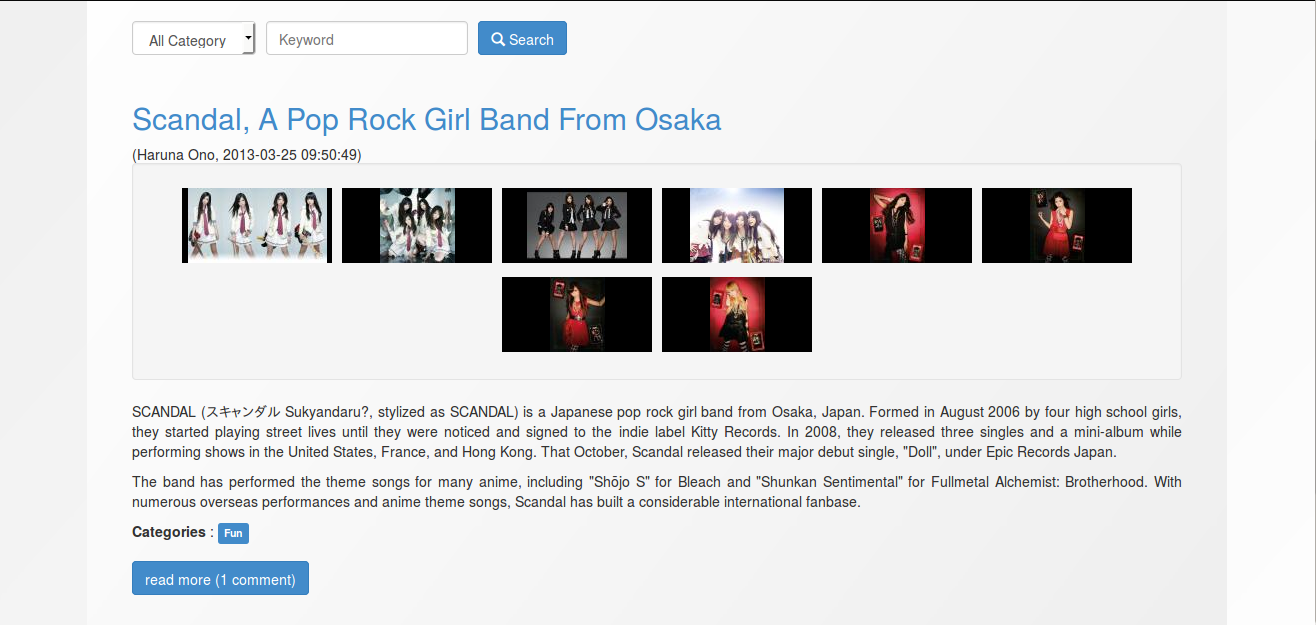 All Category
Keyword
Search
Scandal, A Pop Rock Girl Band From Osaka
(Haruna Ono, 2013-03-25 09:50:49)
SCANDAL (スキャンダル Sukyandaru?, stylized as SCANDAL) is a Japanese pop rock girl band from Osaka, Japan. Formed in August 2006 by four high school girls,
they started playing street lives until they were noticed and signed to the indie label Kitty Records. In 2008, they released three singles and a mini-album while
performing shows in the United States, France, and Hong Kong. That October, Scandal released their major debut single, "Doll", under Epic Records Japan.
The band has performed the theme songs for many anime, including "Shōjo S" for Bleach and "Shunkan Sentimental" for Fullmetal Alchemist: Brotherhood. With
numerous overseas performances and anime theme songs, Scandal has built a considerable international fanbase.
Categories : Fun
read more (1 comment)